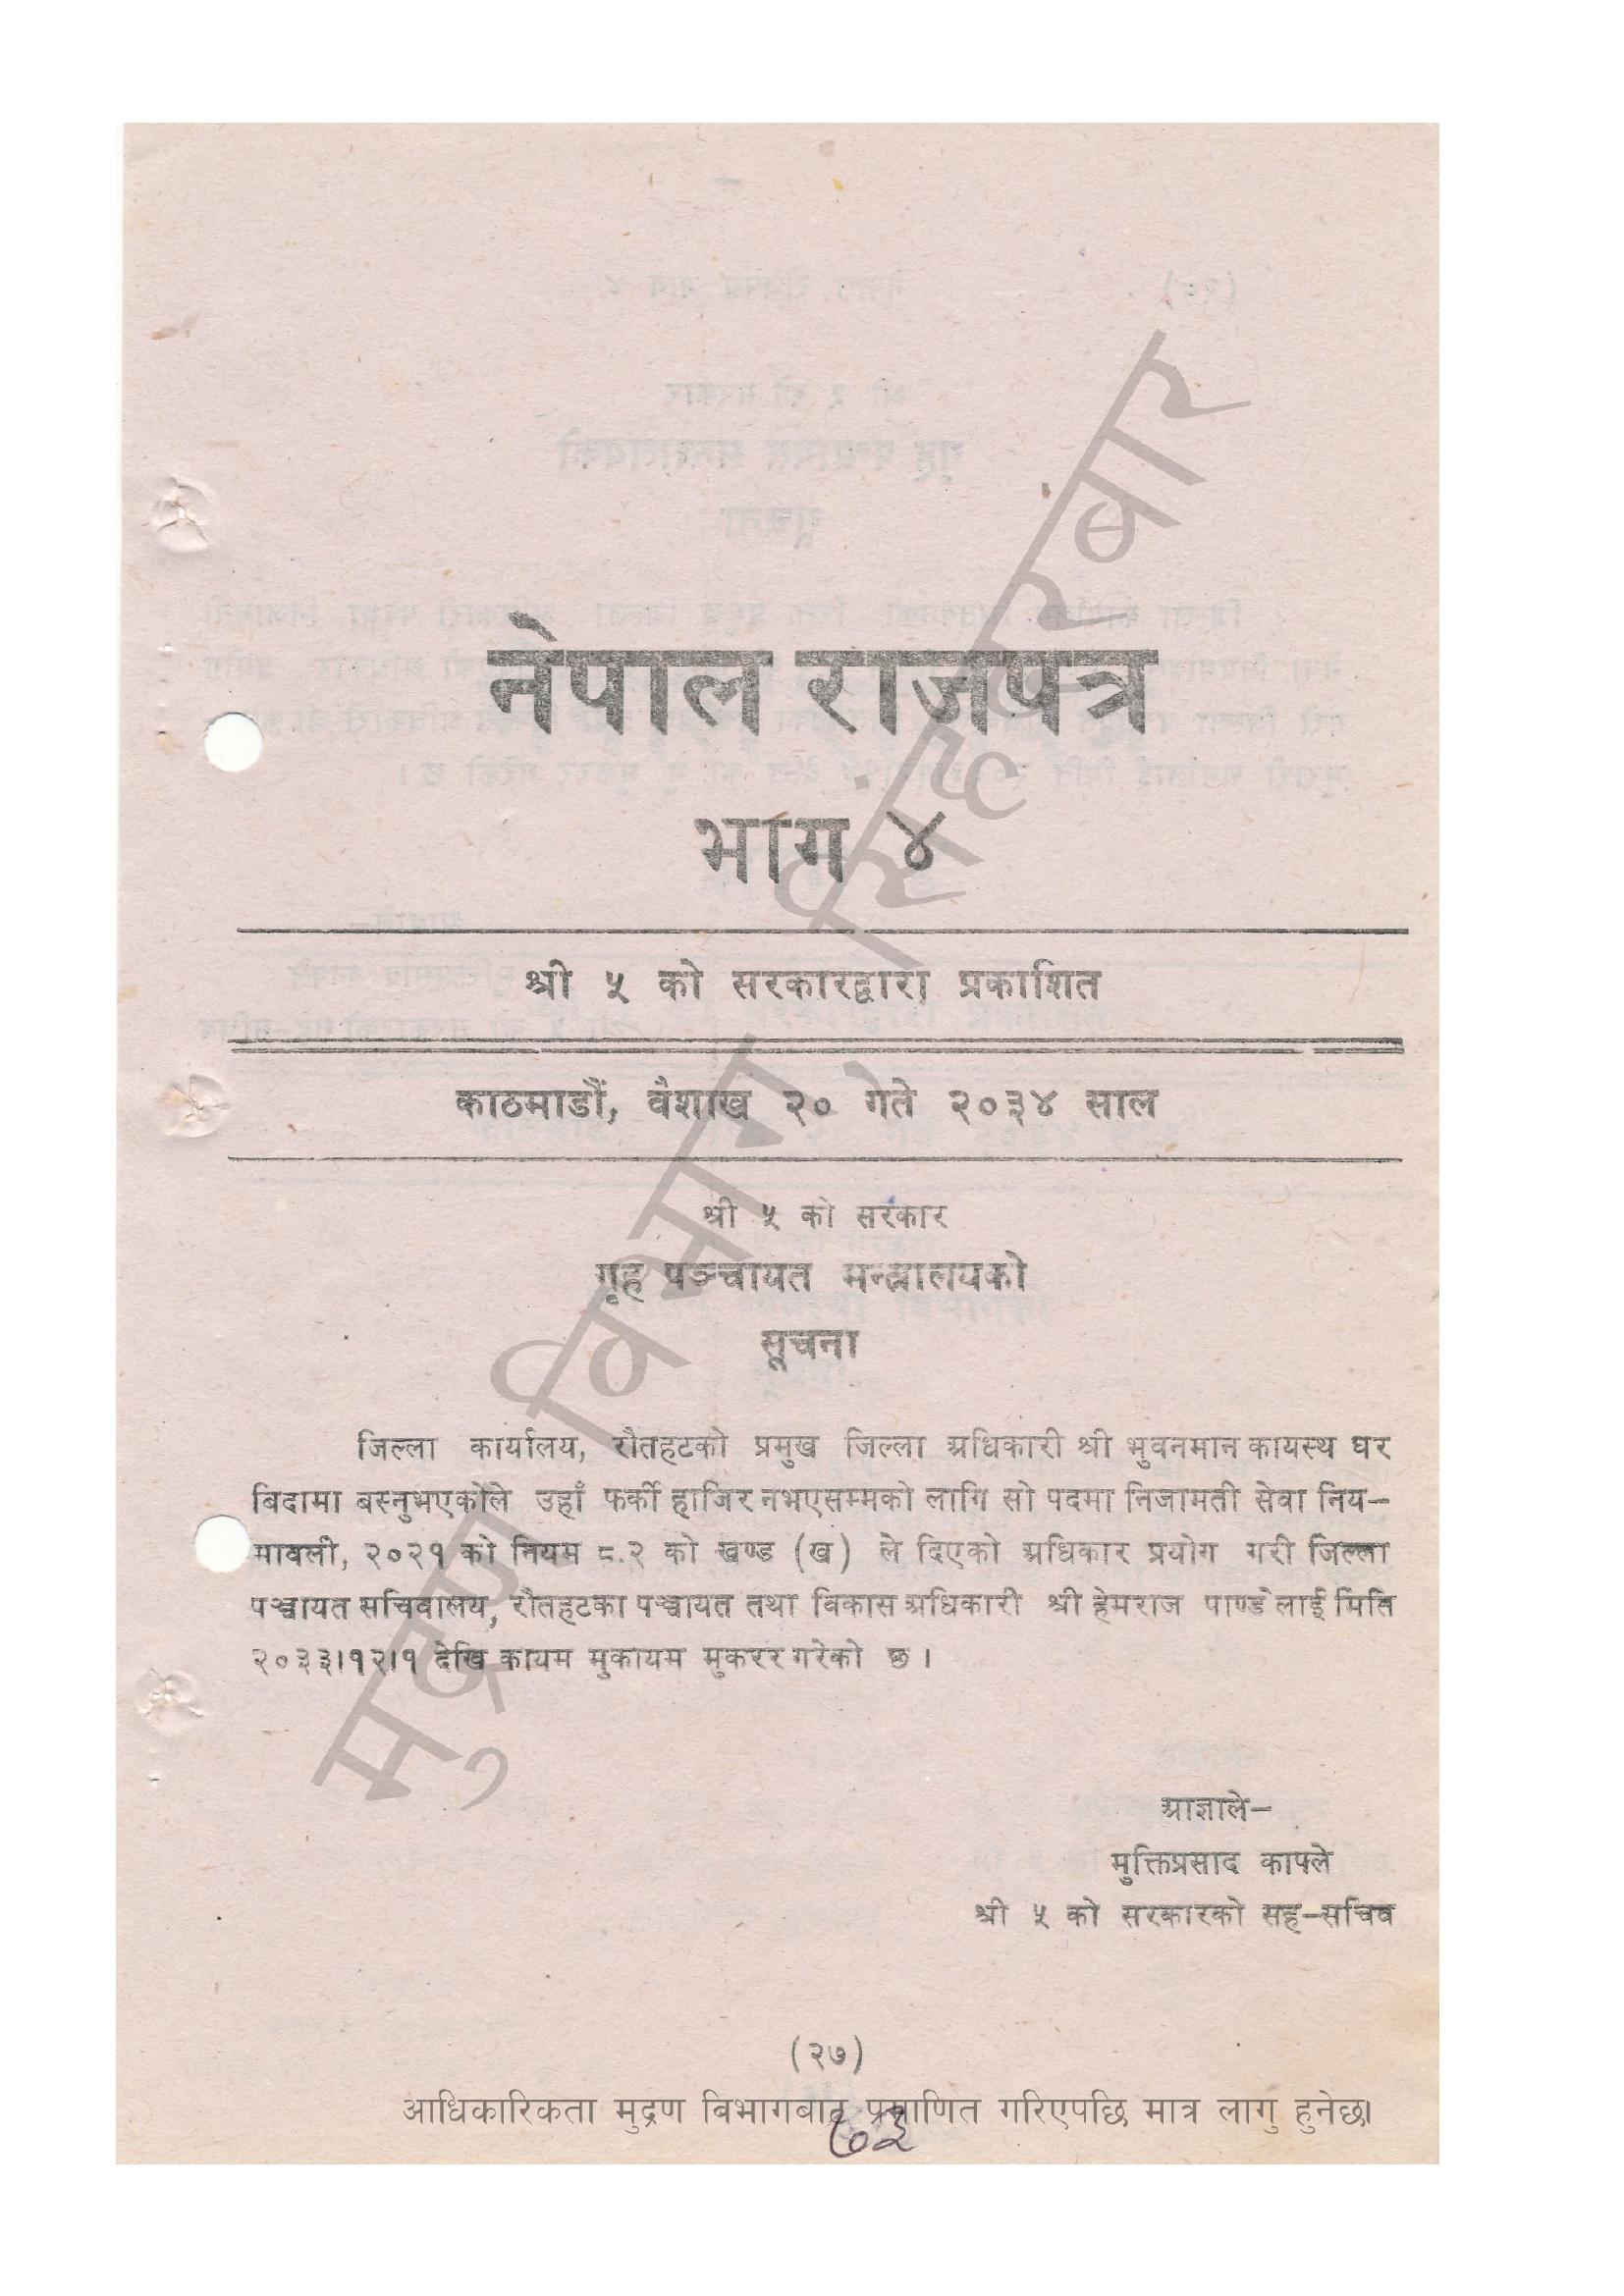 नेपाल राजपत्र
भाग ४
श्री ५ को सरकारद्वारा प्रकाशित
काठमाडौं, वैशाख २० गते २०३४ साल
श्री ५ को सरकार
गृह पञ्चायत मन्त्रालयको
सूचना
जिल्ला कार्यालय, रौतहटको प्रमुख जिल्ला अधिकारी श्री भुवनमान कायस्थ घर
बिदामा बस्नुभएकोले उहाँ फर्की हाजिर नभएसम्मको लागि सो पदमा निजामती सेवा निय–
मावली, २०२१ को नियम ८.२ को खण्ड (ख) ले दिएको अधिकार प्रयोग गरी जिल्ला
पञ्चायत सचिवालय, रौतहटका पञ्चायत तथा विकास अधिकारी श्री हेमराज पाण्डेलाई मिति
२०३३।१२।१ देखि कायम मुकायम मुकरर गरेको छ ।
आज्ञाले–
मुक्तिप्रसाद काफ्ले
श्री ५ को सरकारको सह–सचिव
(२७)
आधिकारिकता मुद्रण विभागबाट प्रमाणित गरिएपछि मात्र लागु हुनेछ।
७३
मुद्रण विभाग, सिंहदरवार